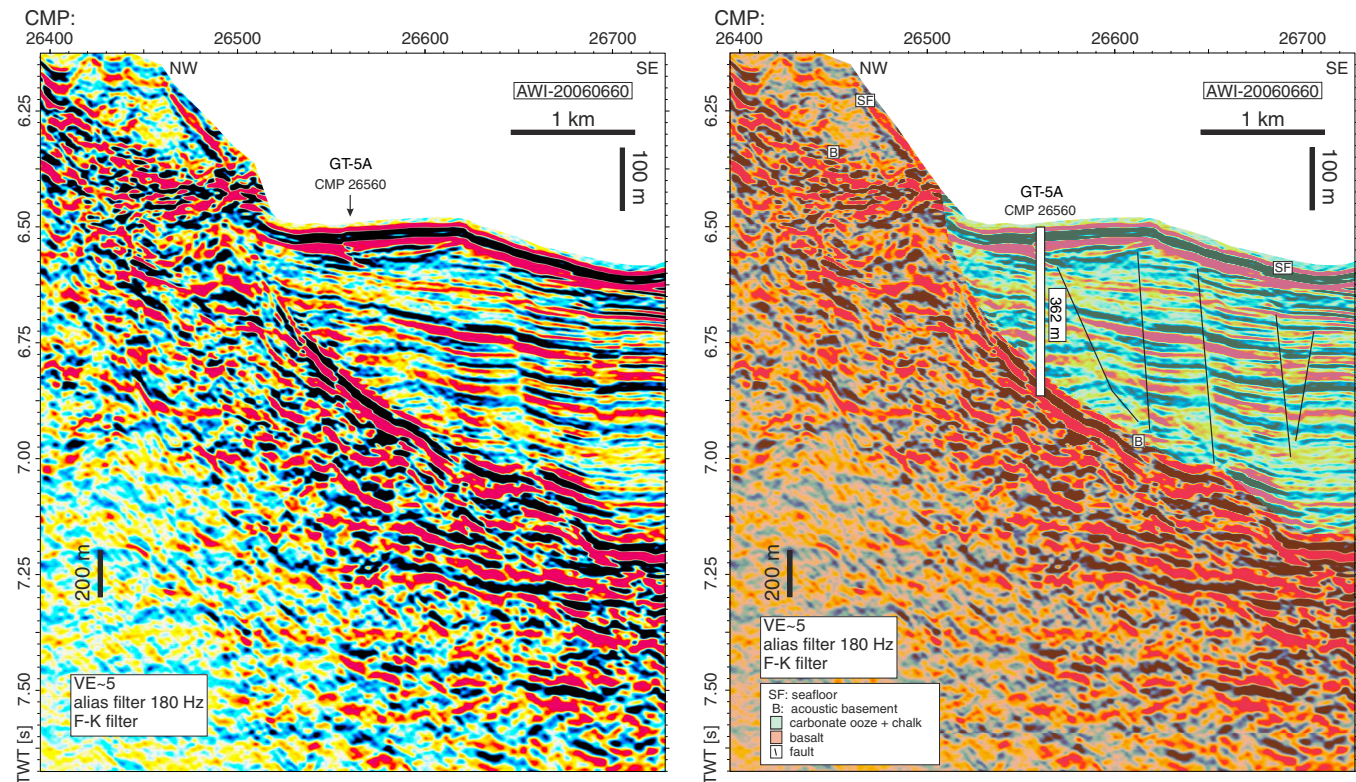 CMP:
26400 26500 26600 26700
NW
SE
AWI-20060660
1 km
100 m
GT-5A
CMP 26560
6.25
6.50
6.75
7.00
7.25
7.50
TWT [s]
200 m
VE~5
alias filter 180 Hz
F-K filter
CMP:
26400 26500 26600 26700
NW
SE
SF
AWI-20060660
1 km
B
100 m
GT-5A
CMP 26560
SF
362 m
B
6.25
6.50
6.75
7.00
7.25
7.50
TWT [s]
200 m
VE~5
alias filter 180 Hz
F-K filter
SF: seafloor
B: acoustic basement
carbonate ooze + chalk
basalt
fault